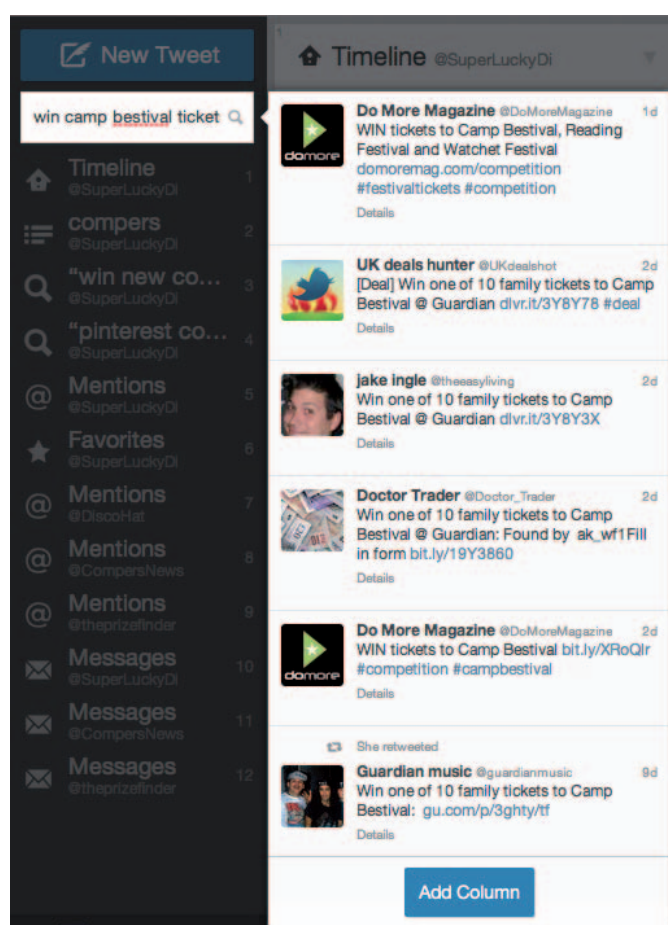 New Tweet
win camp bestival ticket
Timeline 1
@SuperLuckyDi
compers 2
@SuperLuckyDi
"win new co... 3
@SuperLuckyDi
"pinterest co... 4
@SuperLuckyDi
@ Mentions 5
@SuperLuckyDi
Favorites 6
@SuperLuckyDi
@ Mentions 7
@DiscoHat
@ Mentions 8
@CompersNews
@ Mentions 9
@theprizefinder
Messages 10
@SuperLuckyDi
Messages 11
@CompersNews
Messages 12
@theprizefinder
1
Timeline @SuperLuckyDi
domore
Do More Magazine @DoMoreMagazine 1d
WIN tickets to Camp Bestival, Reading
Festival and Watchet Festival
domoremag.com/competition
#festivaltickets #competition
Details
UK deals hunter @UKdealshot 2d
[Deal] Win one of 10 family tickets to Camp
Bestival @ Guardian dlvr.it/3Y8Y78 #deal
Details
jake ingle @theeasyliving 2d
Win one of 10 family tickets to Camp
Bestival @ Guardian dlvr.it/3Y8Y3X
Details
Doctor Trader @Doctor_Trader 2d
Win one of 10 family tickets to Camp
Bestival @ Guardian: Found by ak_wf1Fill
in form bit.ly/19Y3860
Details
domore
Do More Magazine @DoMoreMagazine 2d
WIN tickets to Camp Bestival bit.ly/XRoQlr
#competition #campbestival
Details
She retweeted
Guardian music @guardianmusic 9d
Win one of 10 family tickets to Camp
Bestival: gu.com/p/3ghty/tf
Details
Add Column